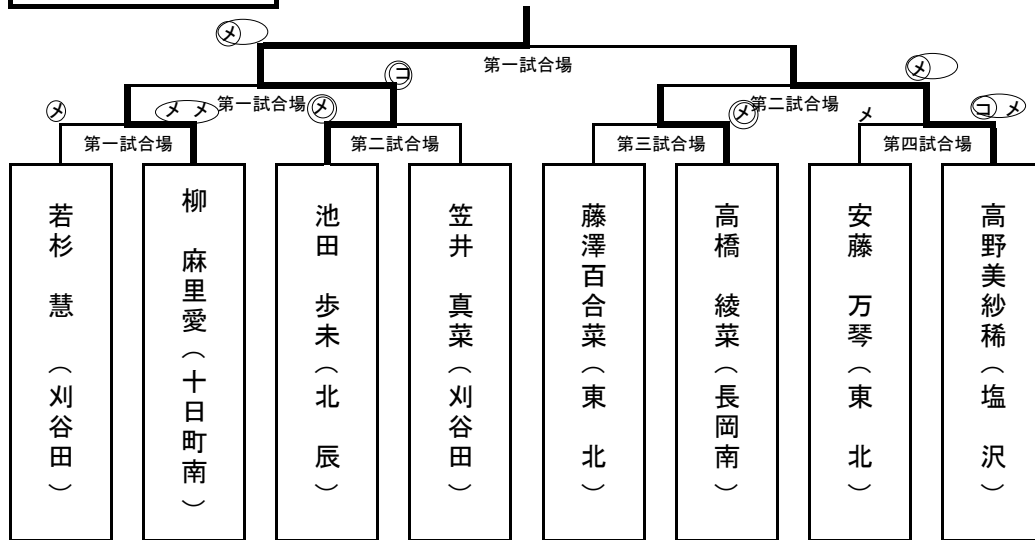 メ
第一試合場
コ
メ
メ
メ メ
第一試合場
メ
メ
第二試合場
メ
コ メ
第一試合場
第二試合場
第三試合場
第四試合場
若杉 慧 （刈谷田）
柳 麻里愛（十日町南）
池田 歩未（北 辰）
笠井 真菜（刈谷田）
藤澤百合菜（東 北）
高橋 綾菜（長岡南）
安藤 万琴（東 北）
高野美紗稀（塩 沢）